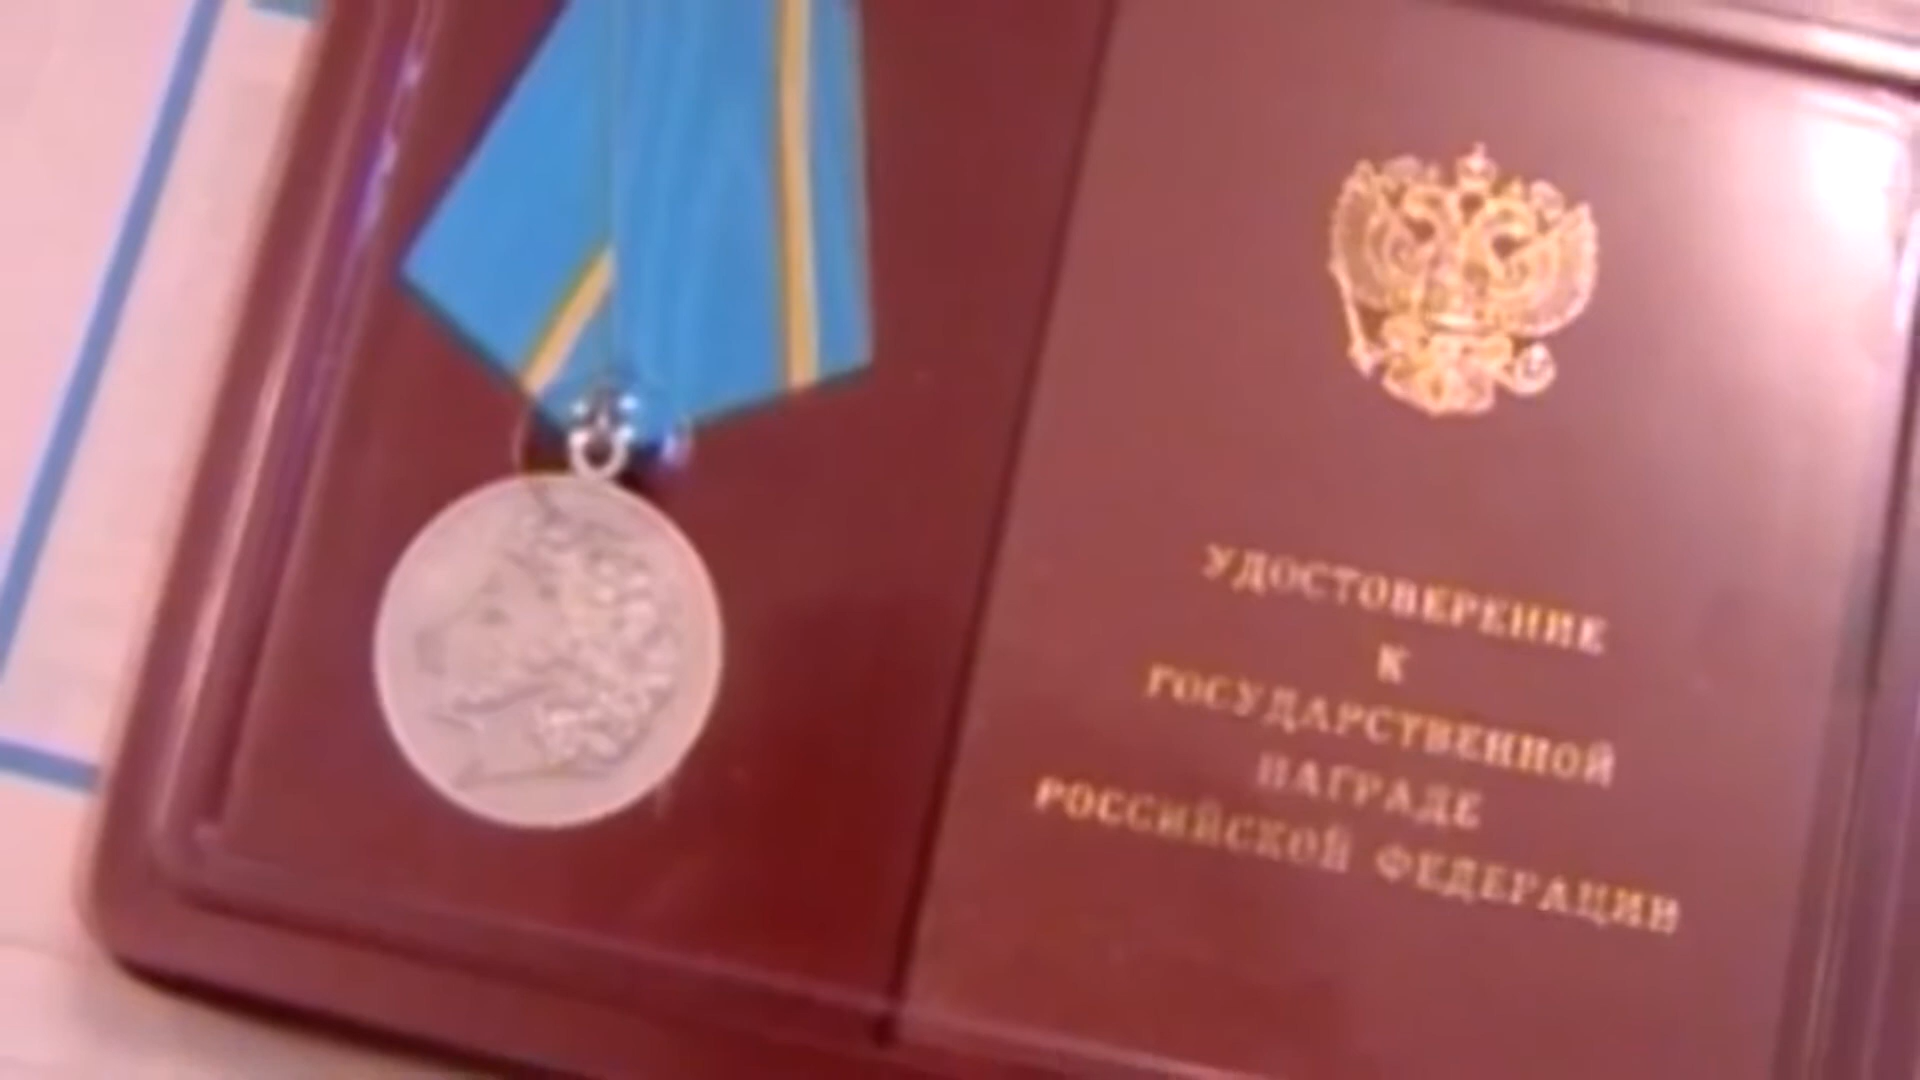 УДОСТОВЕРЕНИЕ
К
ГОСУДАРСТВЕННОЙ
НАГРАДЕ
РОССИЙСКОЙ ФЕДЕРАЦИИ